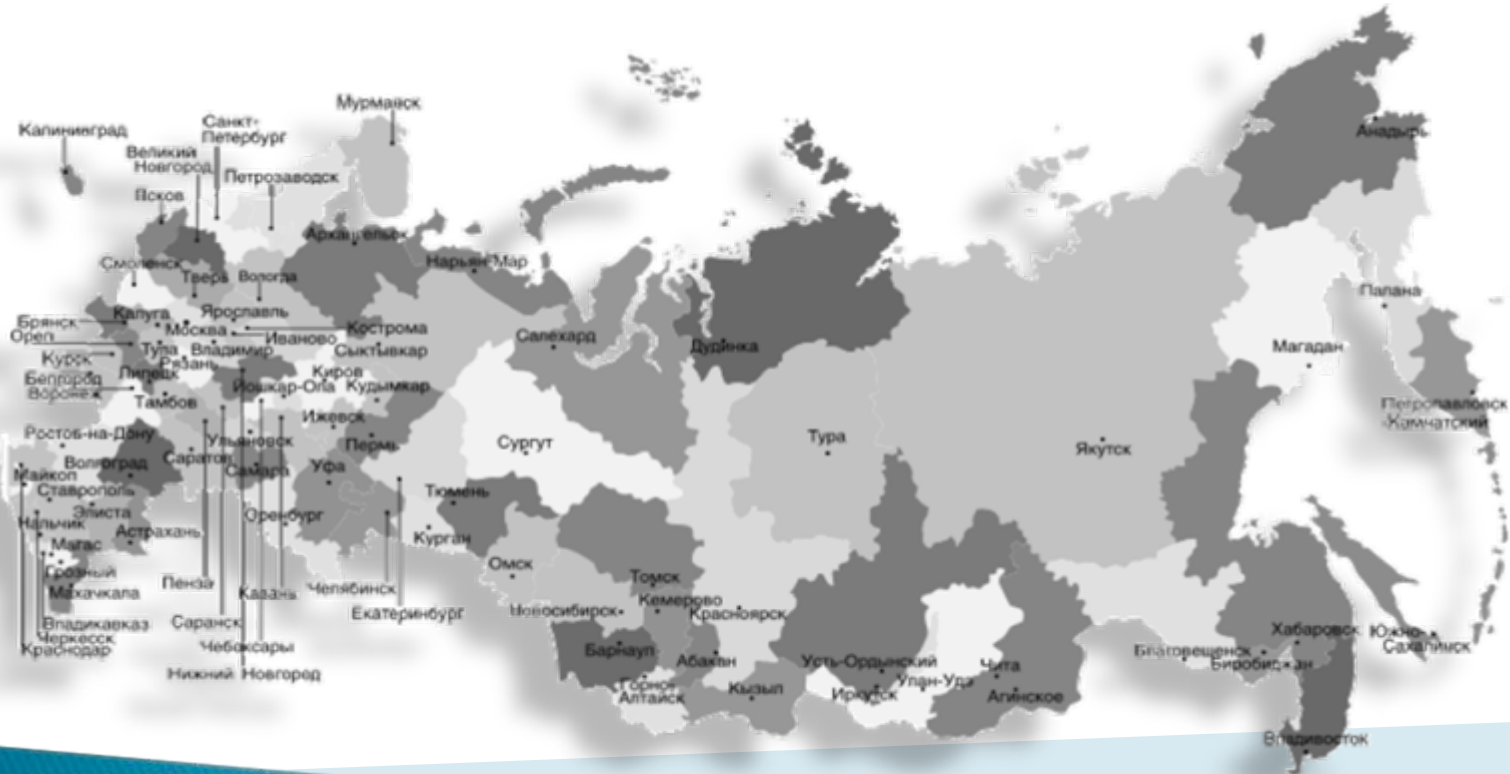 Мурманск
Калининград
Санкт-
Петербург
Великий
Новгород
Петрозаводск
Псков
Анадырь
Архангельск
Нарьян-Мар
Смоленск
Тверь
Вологда
Палана
Калуга
Ярославль
Брянск
Москва
Кострома
Орел
Иваново
Салехард
Дудинка
Магадан
Тула
Владимир
Сыктывкар
Курск
Рязань
Липецк
Киров
Белгород
Йошкар-Ола
Кудымкар
Воронеж
Тамбов
Ижевск
Петропавловск
-Камчатский
Ростов-на-Дону
Ульяновск
Пермь
Сургут
Тура
Якутск
Волгоград
Саратов
Самара
Уфа
Майкоп
Ставрополь
Тюмень
Элиста
Оренбург
Нальчик
Астрахань
Курган
Магас
Омск
Грозный
Пенза
Казань
Челябинск
Томск
Махачкала
Екатеринбург
Новосибирск
Кемерово
Красноярск
Владикавказ
Саранск
Черкесск
Краснодар
Чебоксары
Хабаровск
Южно-
Сахалинск
Барнаул
Абакан
Усть-Ордынский
Чита
Благовещенск
Биробиджан
Нижний Новгород
Горно-
Алтайск
Кызыл
Иркутск
Улан-Удэ
Агинское
Владивосток